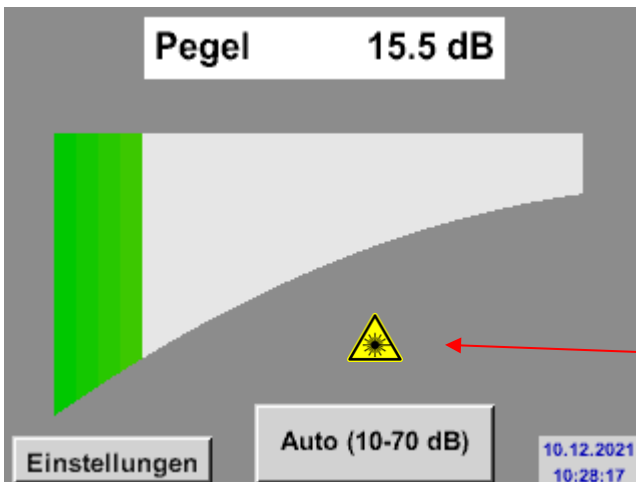 Pegel 15.5 dB
Auto (10-70 dB)
Einstellungen
10.12.2021
10:28:17